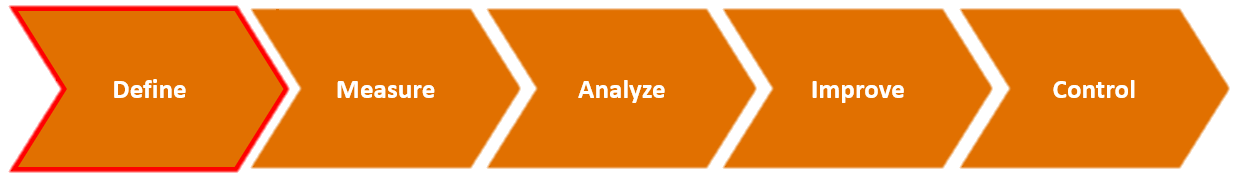 Define
Measure
Analyze
Improve
Control